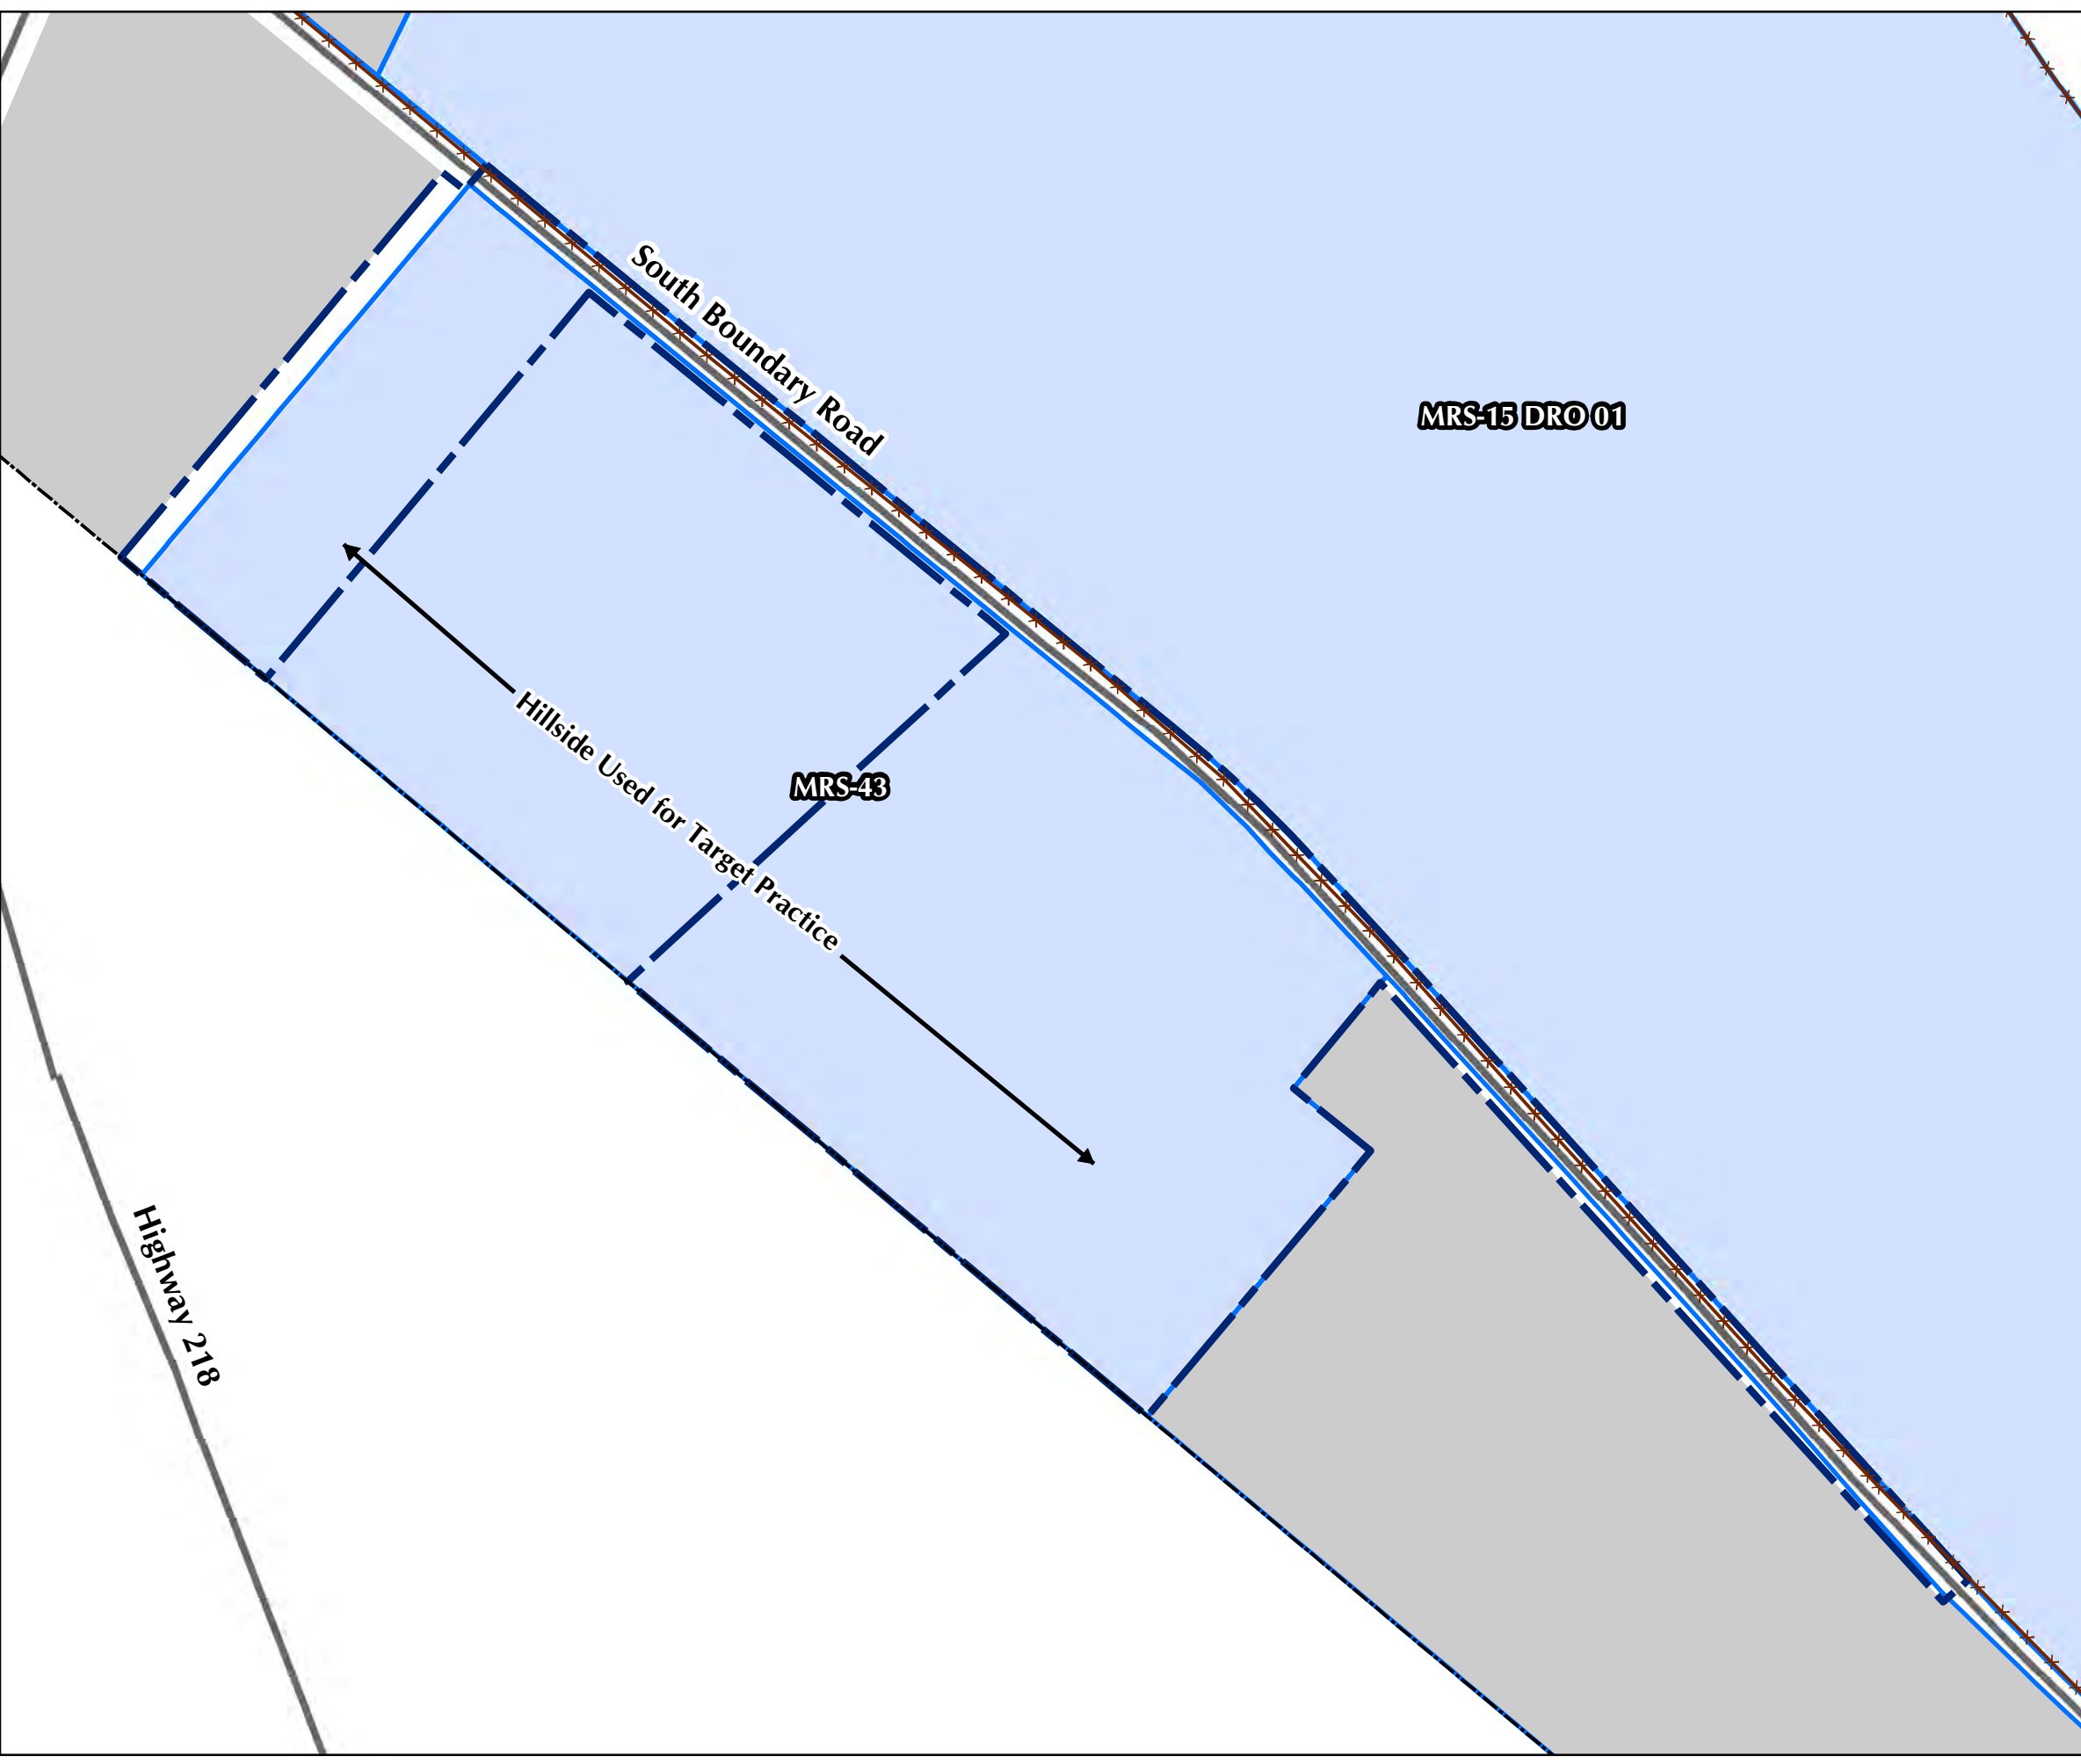 South Boundary Road
MRS-15 DRO 01
Hillside Used for Target Practice
MRS-43
Highway 218